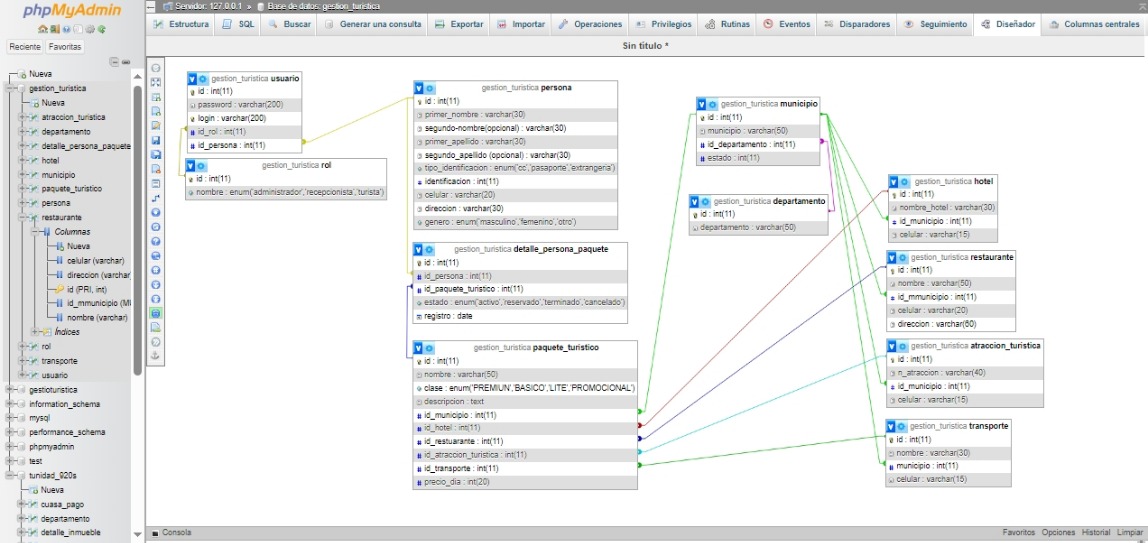 phpMyAdmin
Reciente Favoritas
Nueva
gestion_turistica
Nueva
atraccion_turistica
departamento
detalle_persona_paquete
hotel
municipio
paquete_turistico
persona
restaurante
Columnas
Nueva
celular (varchar)
direccion (varchar
id (PRI, int)
id_mmunicipio (MU
nombre (varchar)
Índices
rol
transporte
usuario
gestioturistica
information_schema
mysql
performance_schema
phpmyadmin
test
tunidad_920s
Nueva
cuasa_pago
departamento
detalle_inmueble
Servidor: 127.0.0.1 » Base de datos: gestion_turistica
Estructura SQL Buscar Generar una consulta Exportar Importar Operaciones Privilegios Rutinas Eventos Disparadores Seguimiento Diseñador Columnas centrales
Sin título *
gestion_turistica usuario
id : int(11)
password : varchar(200)
login : varchar(200)
id_rol : int(11)
id_persona : int(11)
gestion_turistica rol
id : int(11)
nombre : enum('administrador','recepcionista','turista')
gestion_turistica persona
id : int(11)
primer_nombre : varchar(30)
segundo-nombre(opcional) : varchar(30)
primer_apellido : varchar(30)
segundo_apellido (opcional) : varchar(30)
tipo_identificacion : enum('cc','pasaporte','extrangeria')
identificacion : int(11)
celular : varchar(20)
direccion : varchar(30)
genero : enum('masculino','femenino','otro')
gestion_turistica detalle_persona_paquete
id : int(11)
id_persona : int(11)
id_paquete_turistico : int(11)
estado : enum('activo','reservado','terminado','cancelado')
registro : date
gestion_turistica paquete_turistico
id : int(11)
nombre : varchar(50)
clase : enum('PREMIUN','BASICO','LITE','PROMOCIONAL')
descripcion : text
id_municipio : int(11)
id_hotel : int(11)
id_restuarante : int(11)
id_atraccion_turistica : int(11)
id_transporte : int(11)
precio_dia : int(20)
gestion_turistica municipio
id : int(11)
municipio : varchar(50)
id_departamento : int(11)
estado : int(11)
gestion_turistica departamento
id : int(11)
departamento : varchar(50)
gestion_turistica hotel
id : int(11)
nombre_hotel : varchar(30)
id_municipio : int(11)
celular : varchar(15)
gestion_turistica restaurante
id : int(11)
nombre : varchar(50)
id_mmunicipio : int(11)
celular : varchar(20)
direccion : varchar(60)
gestion_turistica atraccion_turistica
id : int(11)
n_atraccion : varchar(40)
id_municipio : int(11)
celular : varchar(15)
gestion_turistica transporte
id : int(11)
nombre : varchar(30)
municipio : int(11)
celular : varchar(15)
Consola Favoritos Opciones Historial Limpiar